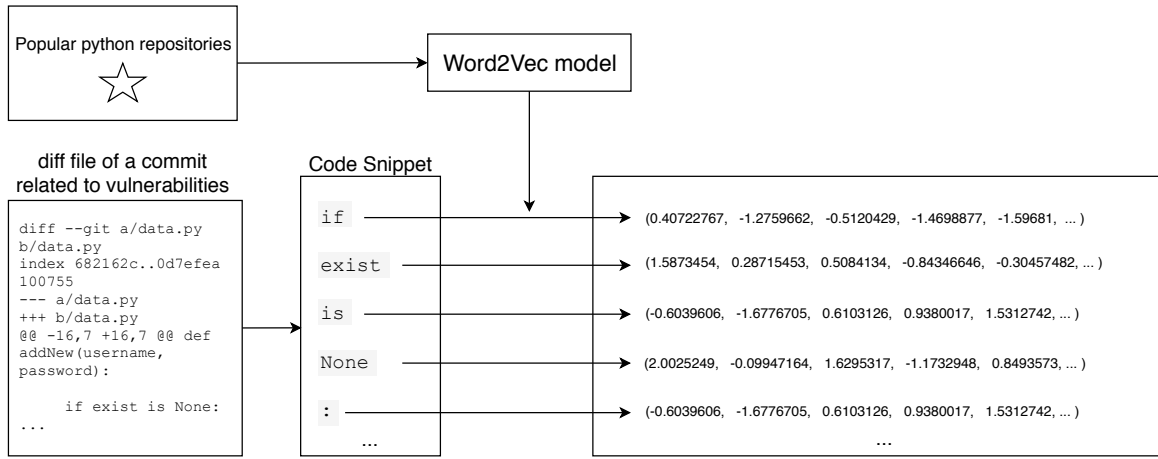 Popular python repositories
Word2Vec model
diff file of a commit
related to vulnerabilities
diff --git a/data.py
b/data.py
index 682162c..0d7efea
100755
--- a/data.py
+++ b/data.py
@@ -16,7 +16,7 @@ def
addNew(username,
password):
if exist is None:
...
Code Snippet
if
exist
is
None
:
...
(0.40722767, -1.2759662, -0.5120429, -1.4698877, -1.59681, ... )
(1.5873454, 0.28715453, 0.5084134, -0.84346646, -0.30457482, ... )
(-0.6039606, -1.6776705, 0.6103126, 0.9380017, 1.5312742, ... )
(2.0025249, -0.09947164, 1.6295317, -1.1732948, 0.8493573, ... )
(-0.6039606, -1.6776705, 0.6103126, 0.9380017, 1.5312742, ... )
...